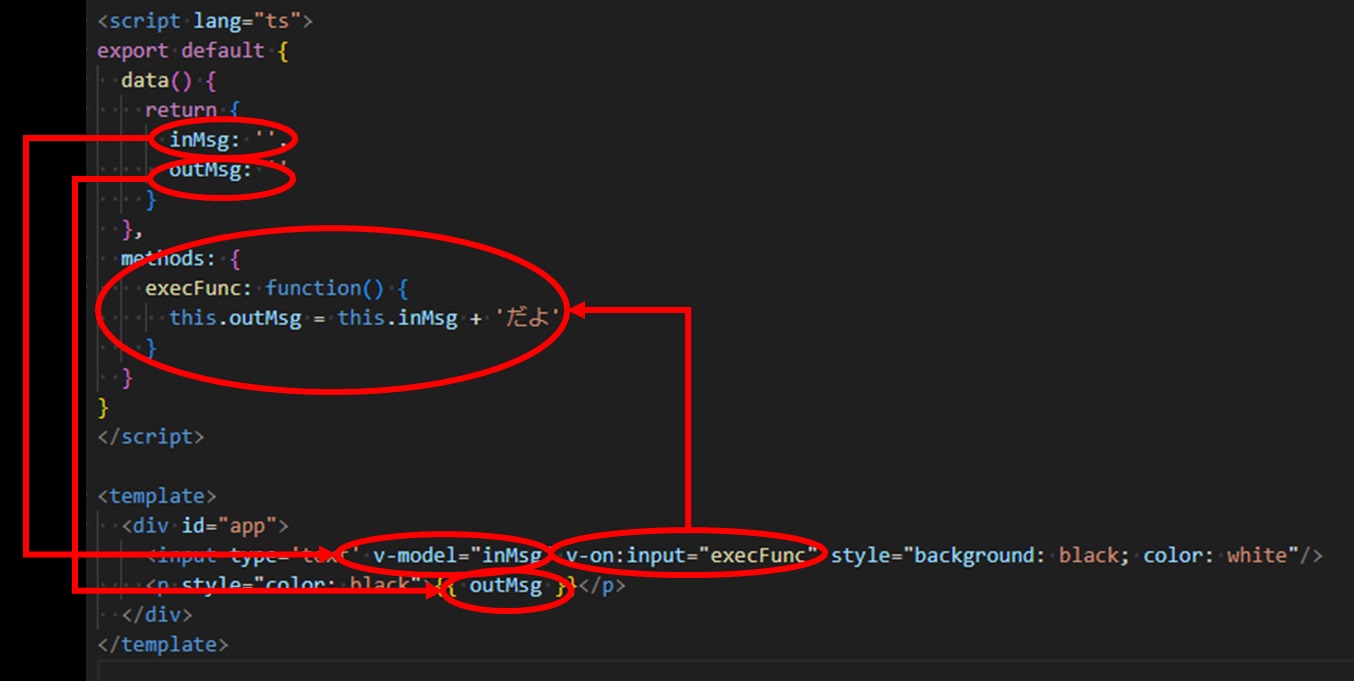 <script lang="ts">
export default {
data() {
return {
inMsg: '',
outMsg: ''
}
},
methods: {
execFunc: function() {
this.outMsg = this.inMsg + 'だよ'
}
}
}
</script>
<template>
<div id="app">
<input type='text' v-model="inMsg" v-on:input="execFunc" style="background: black; color: white"/>
<p style="color: black">{{ outMsg }}</p>
</div>
</template>